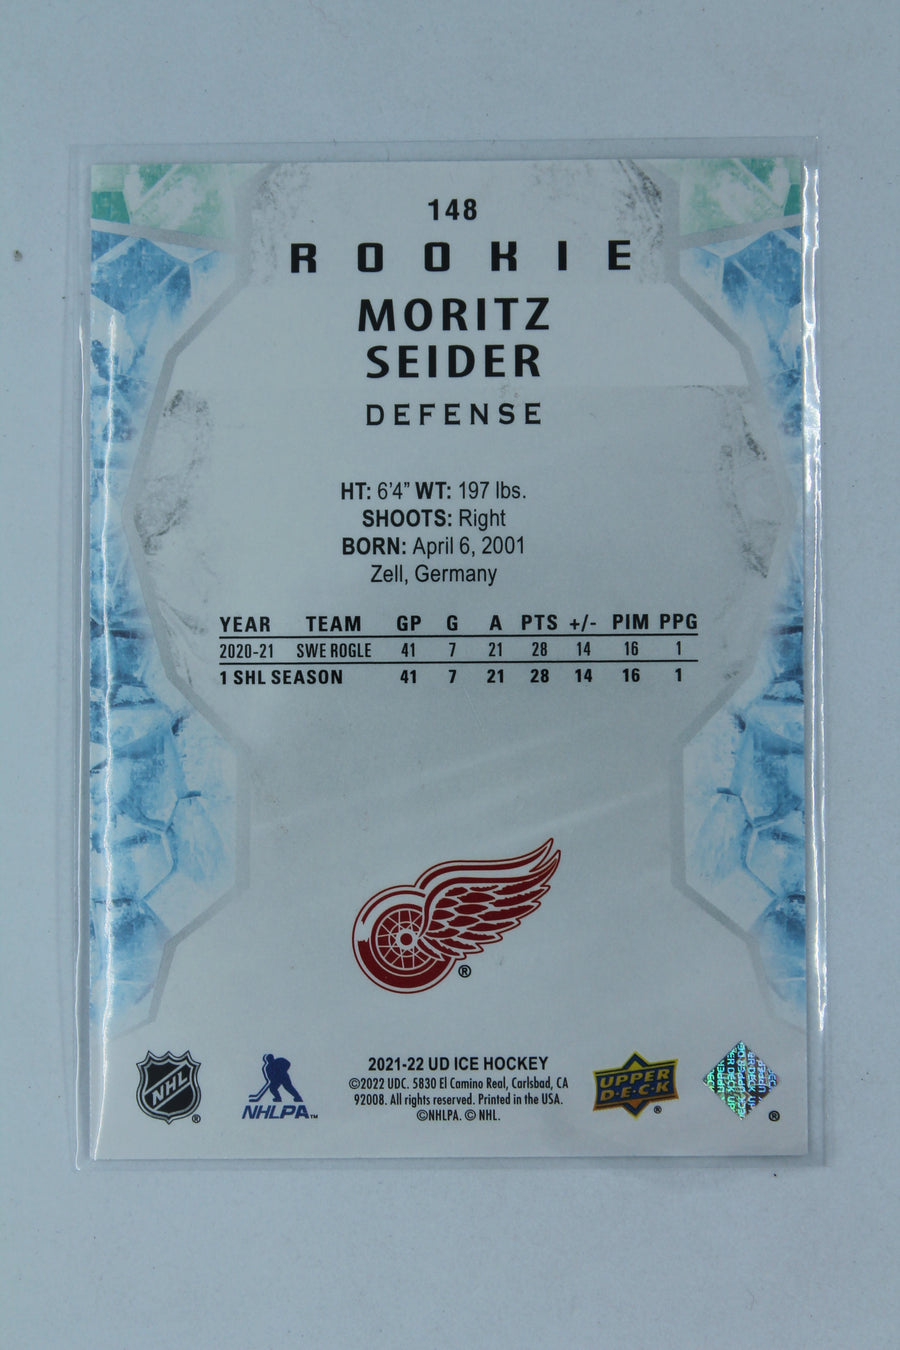 148
ROOKIE
MORITZ
SEIDER
DEFENSE
HT: 6'4" WT: 197 lbs.
SHOOTS: Right
BORN: April 6, 2001
Zell, Germany
YEAR TEAM GP G A PTS +/- PIM PPG
2020-21 SWE ROGLE 41 7 21 28 14 16 1
1 SHL SEASON 41 7 21 28 14 16 1
®
2021-22 UD ICE HOCKEY
©2022 UDC. 5830 El Camino Real, Carlsbad, CA
92008. All rights reserved. Printed in the USA.
©NHLPA. © NHL.
NHL ®
NHLPA™
UPPER
D·E·C·K ®
®